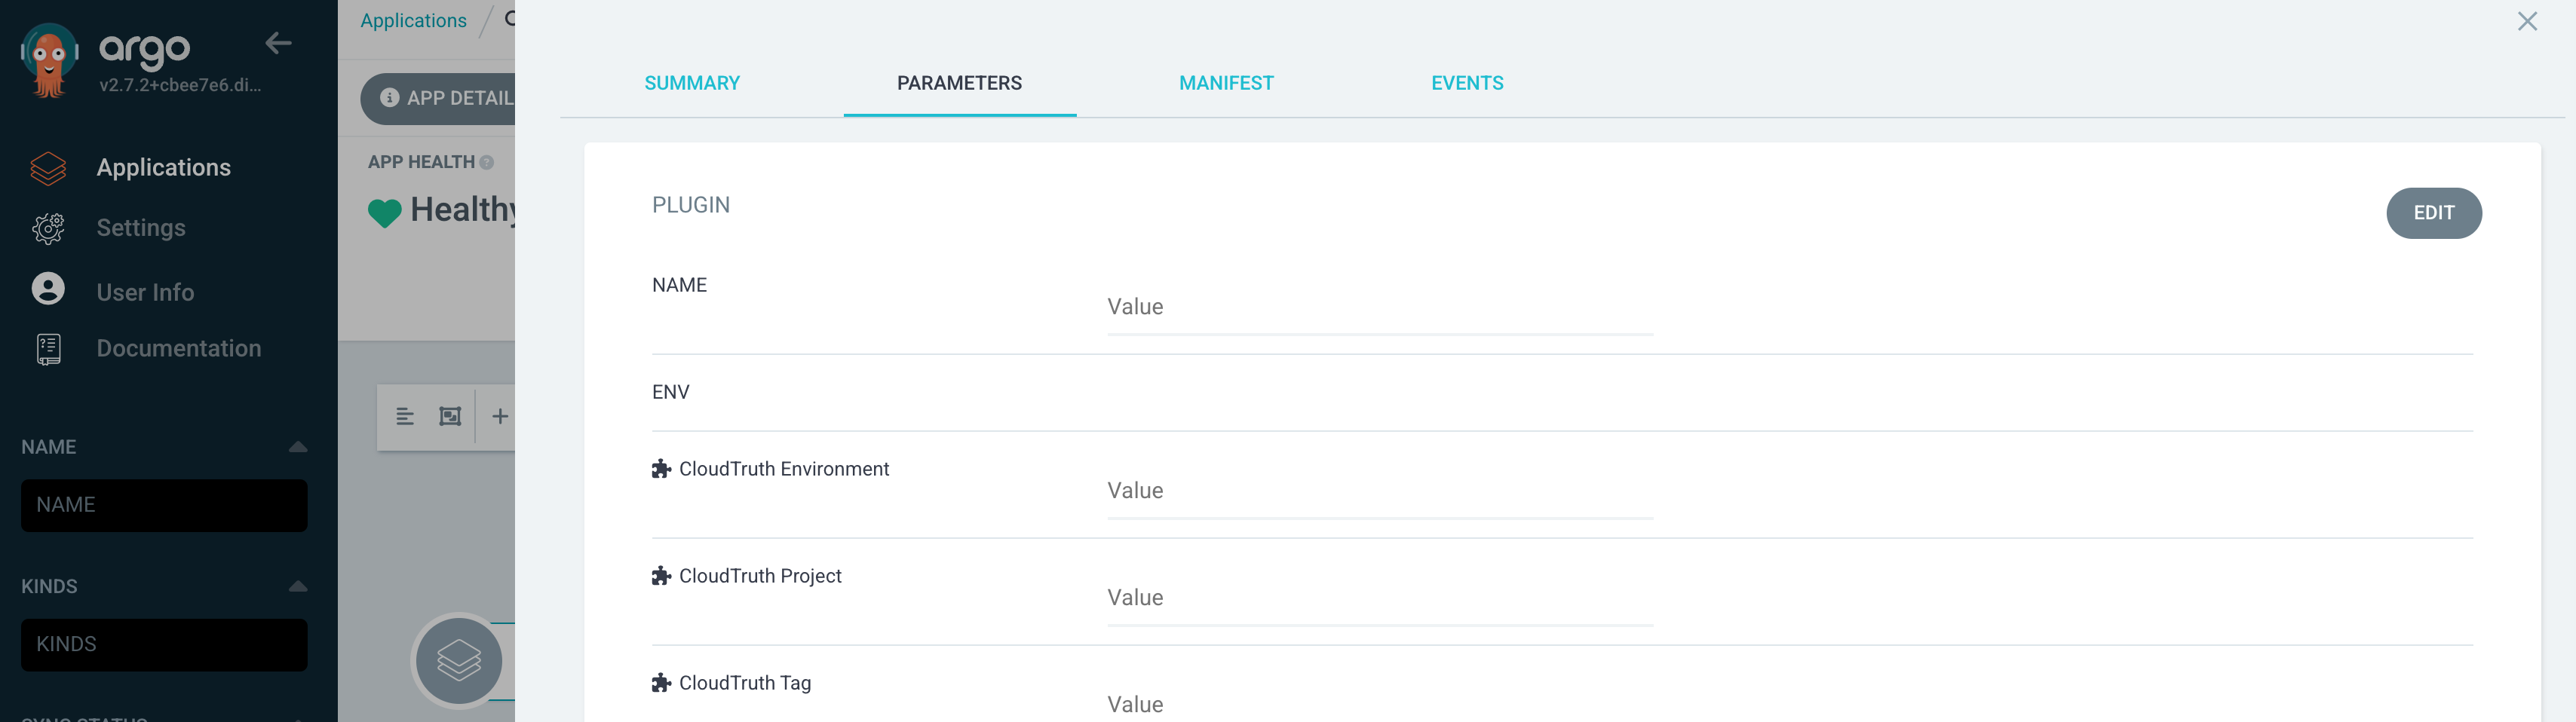 argo
v2.7.2+cbee7e6.di...
Applications
Settings
User Info
Documentation
NAME
NAME
KINDS
KINDS
SYNC STATUS
Applications /
APP DETAIL
APP HEALTH
Healthy
SUMMARY PARAMETERS MANIFEST EVENTS
PLUGIN
EDIT
NAME
Value
ENV
CloudTruth Environment
Value
CloudTruth Project
Value
CloudTruth Tag
Value